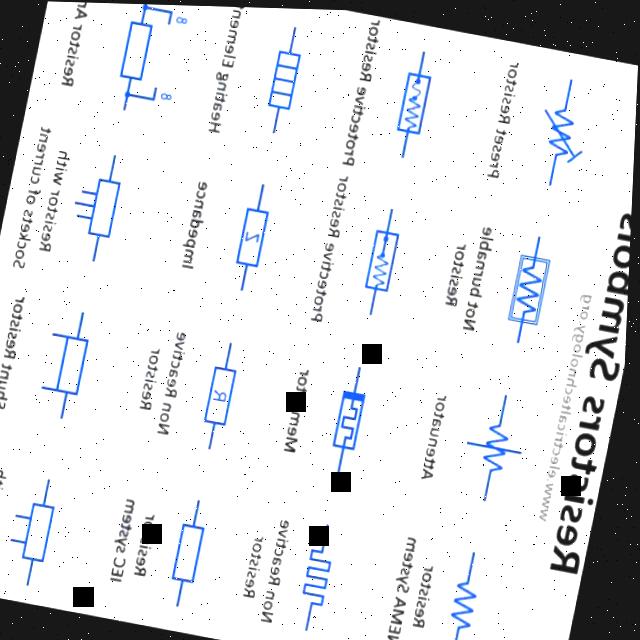 Resistors Symbols
www.electricaltechnology.org
Resistor
NEMA System
Attenuator
Not burnable
Resistor
Preset Resistor
Non Reactive
Resistor
Protective Resistor
Protective Resistor
IEC System
Non Reactive
Resistor
Impedance
Heating Element
Shunt Resistor
Resistor with
Sockets of current
Resistor